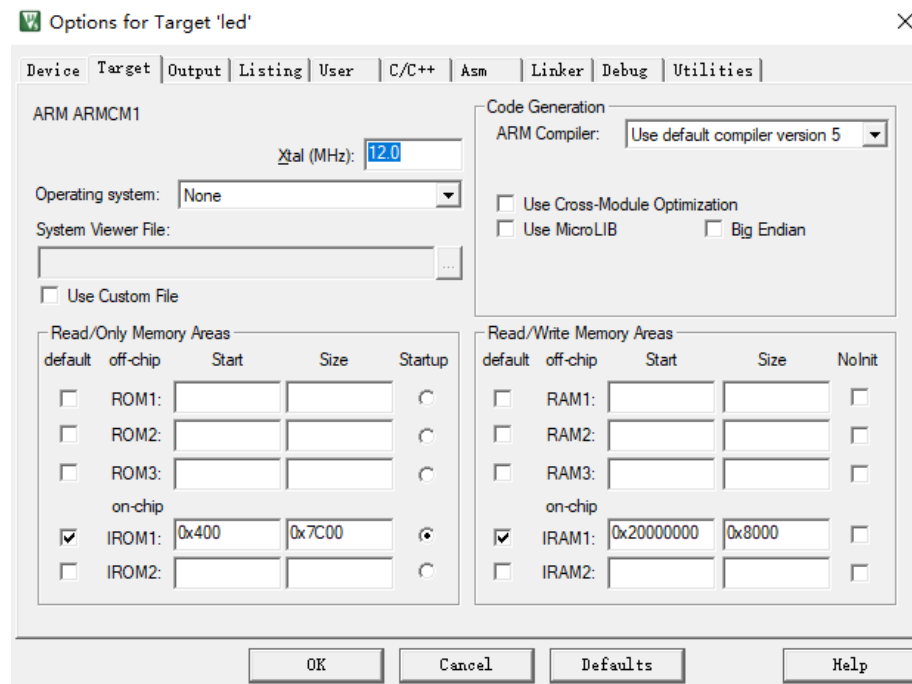 Options for Target 'led'
Device Target Output Listing User C/C++ Asm Linker Debug Utilities
ARM ARMCM1
Xtal (MHz): 12.0
Operating system: None
System Viewer File:
...
Use Custom File
Code Generation
ARM Compiler: Use default compiler version 5
Use Cross-Module Optimization
Use MicroLIB Big Endian
Read/Only Memory Areas
default off-chip Start Size Startup
ROM1:
ROM2:
ROM3:
on-chip
IROM1: 0x400 0x7C00
IROM2:
Read/Write Memory Areas
default off-chip Start Size NoInit
RAM1:
RAM2:
RAM3:
on-chip
IRAM1: 0x20000000 0x8000
IRAM2:
OK Cancel Defaults Help